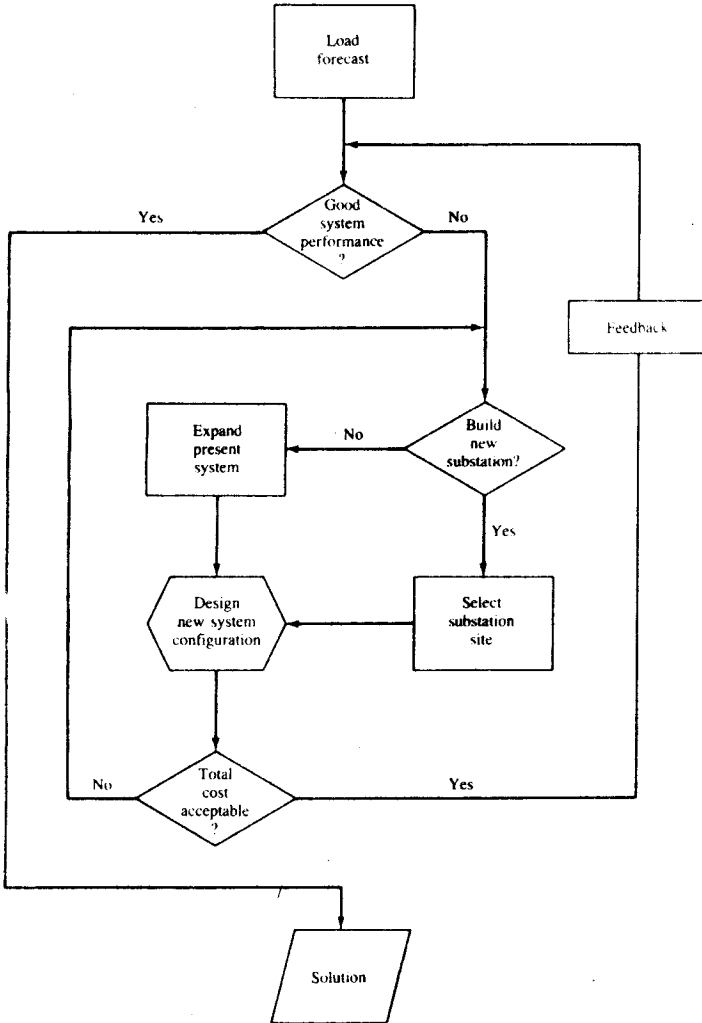 Load
forecast
Good
system
performance
?
Yes
No
Feedback
Build
new
substation?
No
Expand
present
system
Yes
Design
new system
configuration
Select
substation
site
Total
cost
acceptable
?
No
Yes
Solution